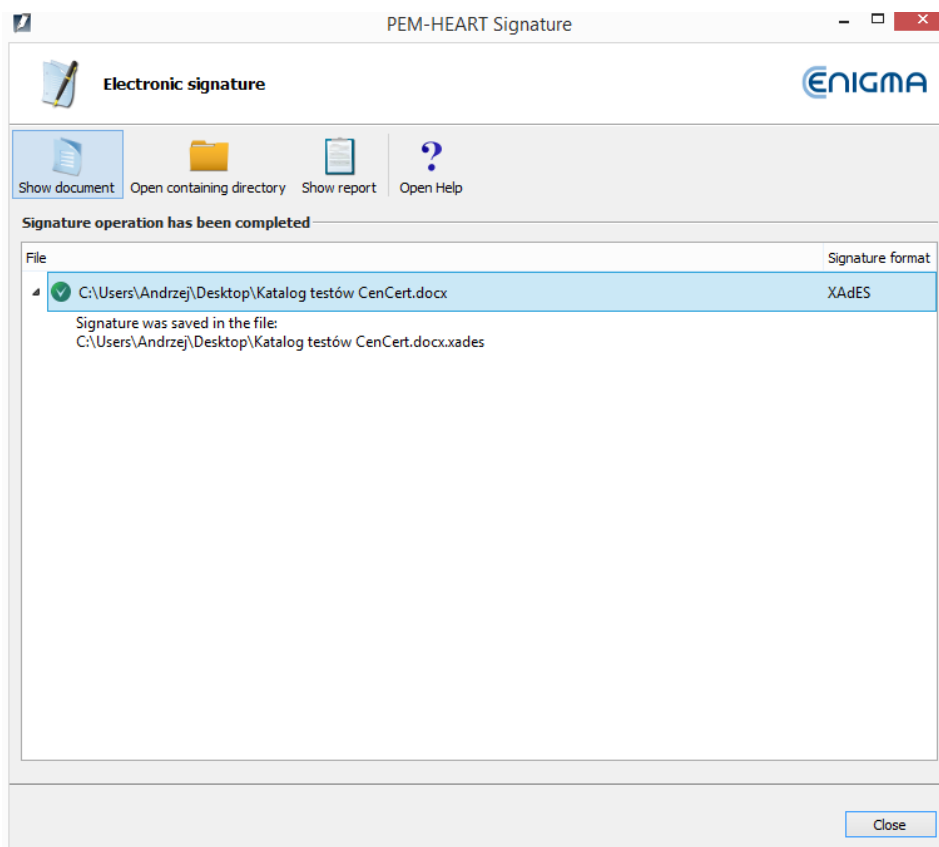 PEM-HEART Signature
Electronic signature
ENIGMA
Show document Open containing directory Show report Open Help
Signature operation has been completed
File Signature format
C:\Users\Andrzej\Desktop\Katalog testów CenCert.docx XAdES
Signature was saved in the file:
C:\Users\Andrzej\Desktop\Katalog testów CenCert.docx.xades
Close